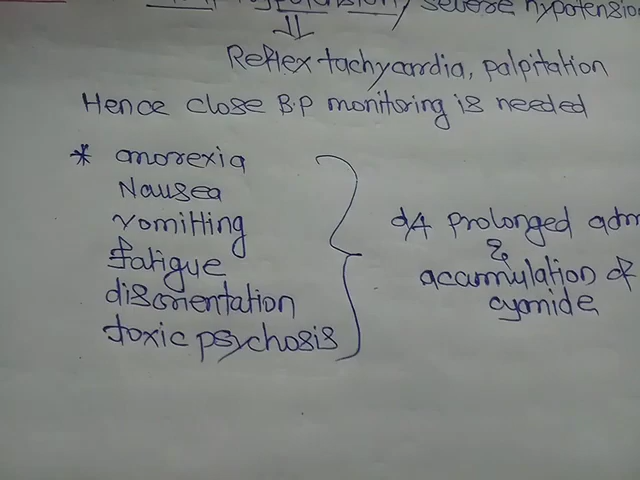 severe hypotension
⇓
Reflex tachycardia, palpitation
Hence close B.P monitoring is needed
* anorexia
Nausea
vomitting
fatigue
disorientation
toxic psychosis
d/t prolonged adm
&
accumulation of
cyanide